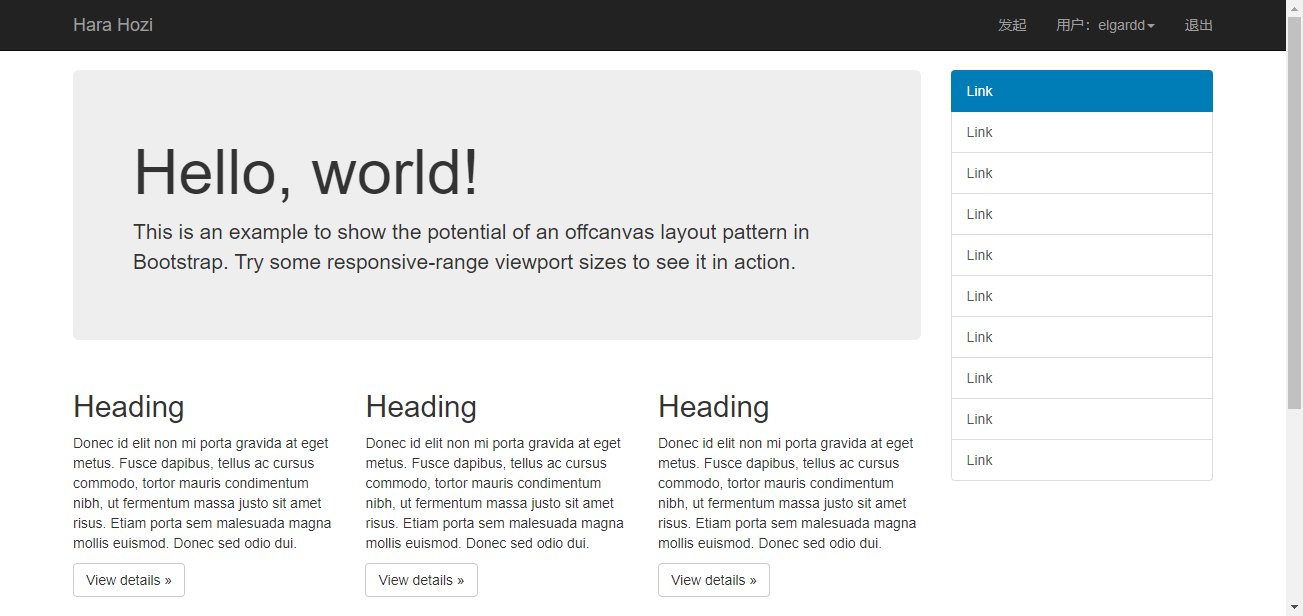 Hara Hozi
发起
用户：elgardd
退出
Hello, world!
This is an example to show the potential of an offcanvas layout pattern in
Bootstrap. Try some responsive-range viewport sizes to see it in action.
Heading
Donec id elit non mi porta gravida at eget
metus. Fusce dapibus, tellus ac cursus
commodo, tortor mauris condimentum
nibh, ut fermentum massa justo sit amet
risus. Etiam porta sem malesuada magna
mollis euismod. Donec sed odio dui.
View details »
Heading
Donec id elit non mi porta gravida at eget
metus. Fusce dapibus, tellus ac cursus
commodo, tortor mauris condimentum
nibh, ut fermentum massa justo sit amet
risus. Etiam porta sem malesuada magna
mollis euismod. Donec sed odio dui.
View details »
Heading
Donec id elit non mi porta gravida at eget
metus. Fusce dapibus, tellus ac cursus
commodo, tortor mauris condimentum
nibh, ut fermentum massa justo sit amet
risus. Etiam porta sem malesuada magna
mollis euismod. Donec sed odio dui.
View details »
Link
Link
Link
Link
Link
Link
Link
Link
Link
Link